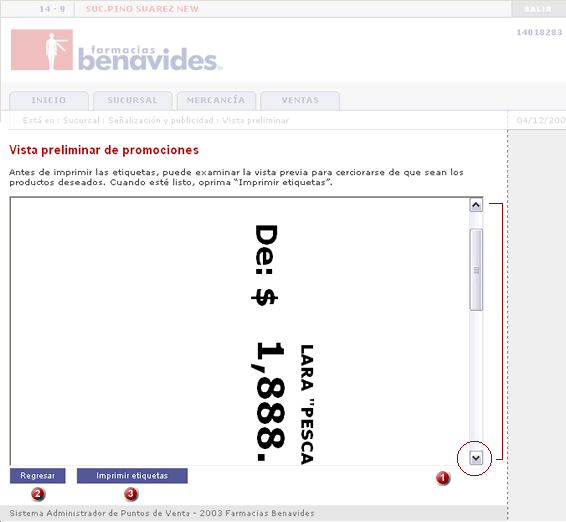 14 - 9 SUC.PINO SUAREZ NEW SALIR
14018283
farmacias
benavides
INICIO SUCURSAL MERCANCÍA VENTAS
Está en : Sucursal : Señalización y publicidad : Vista preliminar 04/12/200
Vista preliminar de promociones
Antes de imprimir las etiquetas, puede examinar la vista previa para cerciorarse de que sean los
productos deseados. Cuando esté listo, oprima "Imprimir etiquetas".
De: $ 1,888.
LARA "PESCA
Regresar Imprimir etiquetas
1
2 3
Sistema Administrador de Puntos de Venta - 2003 Farmacias Benavides